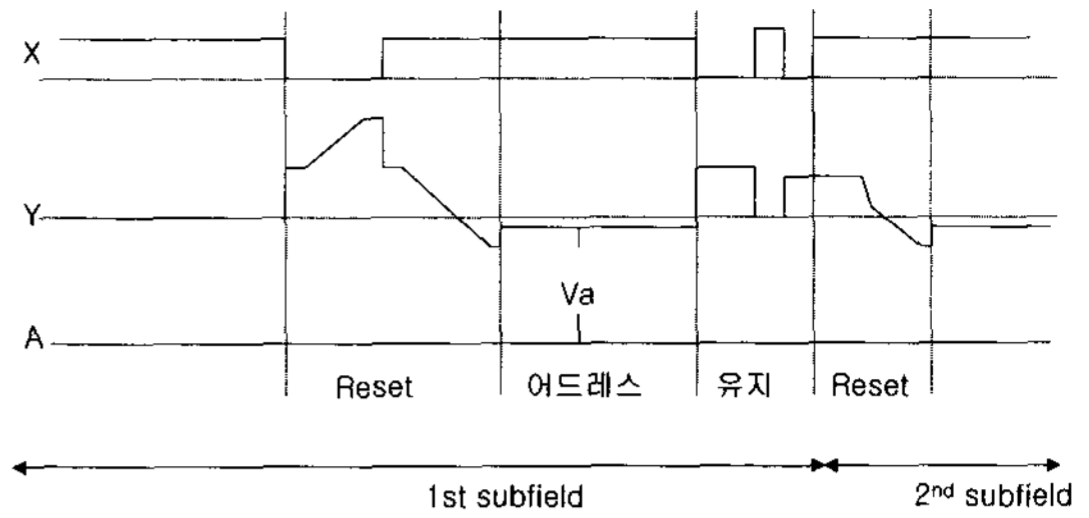 X
Y
Va
A
Reset 어드레스 유지 Reset
1st subfield 2nd subfield